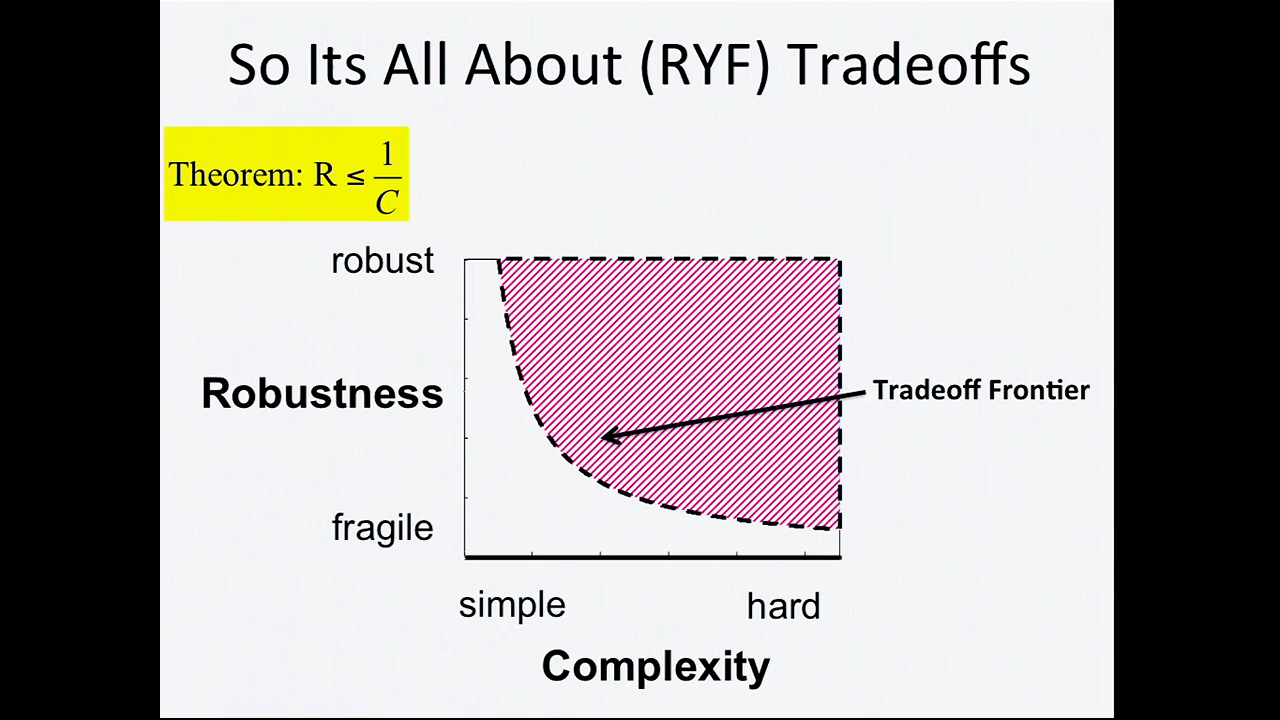 So Its All About (RYF) Tradeoffs
Theorem: R ≤ 1/C
robust
Robustness
Tradeoff Frontier
fragile
simple
hard
Complexity